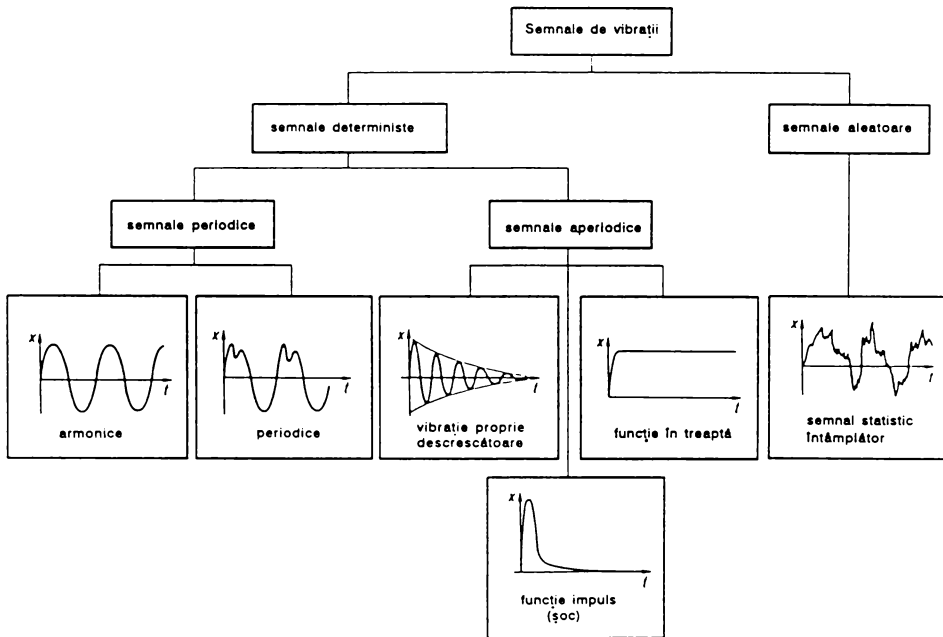 Semnale de vibrații
semnale deterministe
semnale aleatoare
semnale periodice
semnale aperiodice
x
t
armonice
x
t
periodice
x
t
vibrație proprie
descrescătoare
x
t
funcție în treaptă
x
t
semnal statistic
întâmplător
x
t
funcție impuls
(șoc)